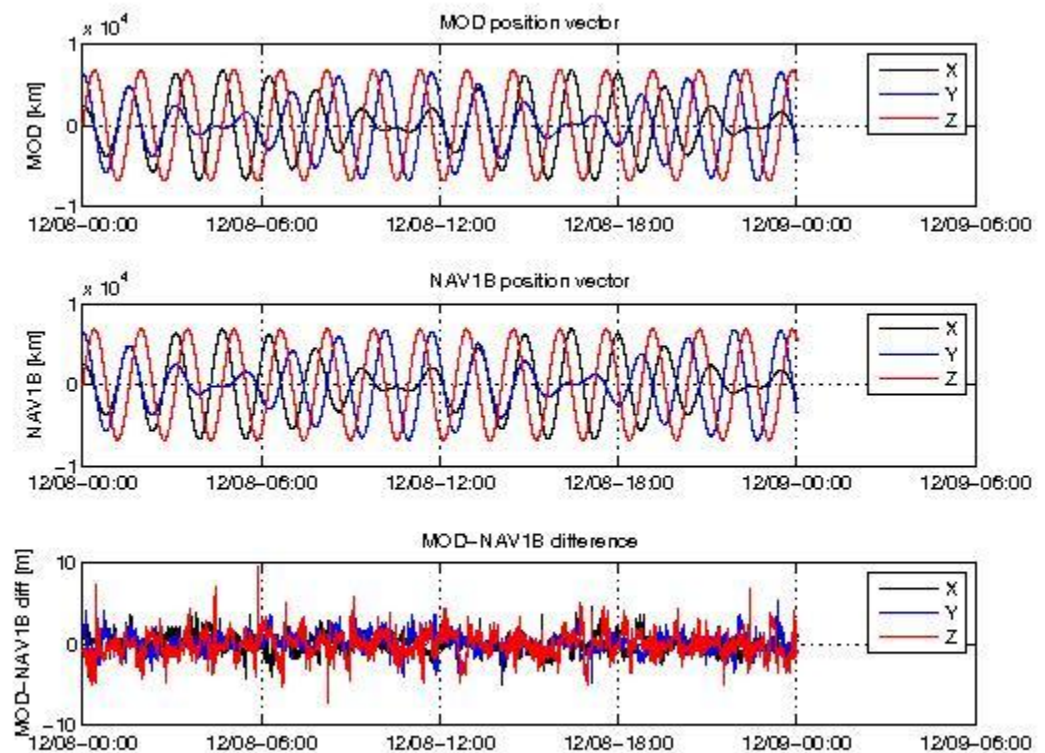 MOD position vector
x 10^4
1
0
−1
MOD [km]
X
Y
Z
12/08−00:00 12/08−06:00 12/08−12:00 12/08−18:00 12/09−00:00 12/09−06:00
NAV1B position vector
x 10^4
1
0
−1
NAV1B [km]
X
Y
Z
12/08−00:00 12/08−06:00 12/08−12:00 12/08−18:00 12/09−00:00 12/09−06:00
MOD−NAV1B difference
10
0
−10
MOD−NAV1B diff [m]
X
Y
Z
12/08−00:00 12/08−06:00 12/08−12:00 12/08−18:00 12/09−00:00 12/09−06:00